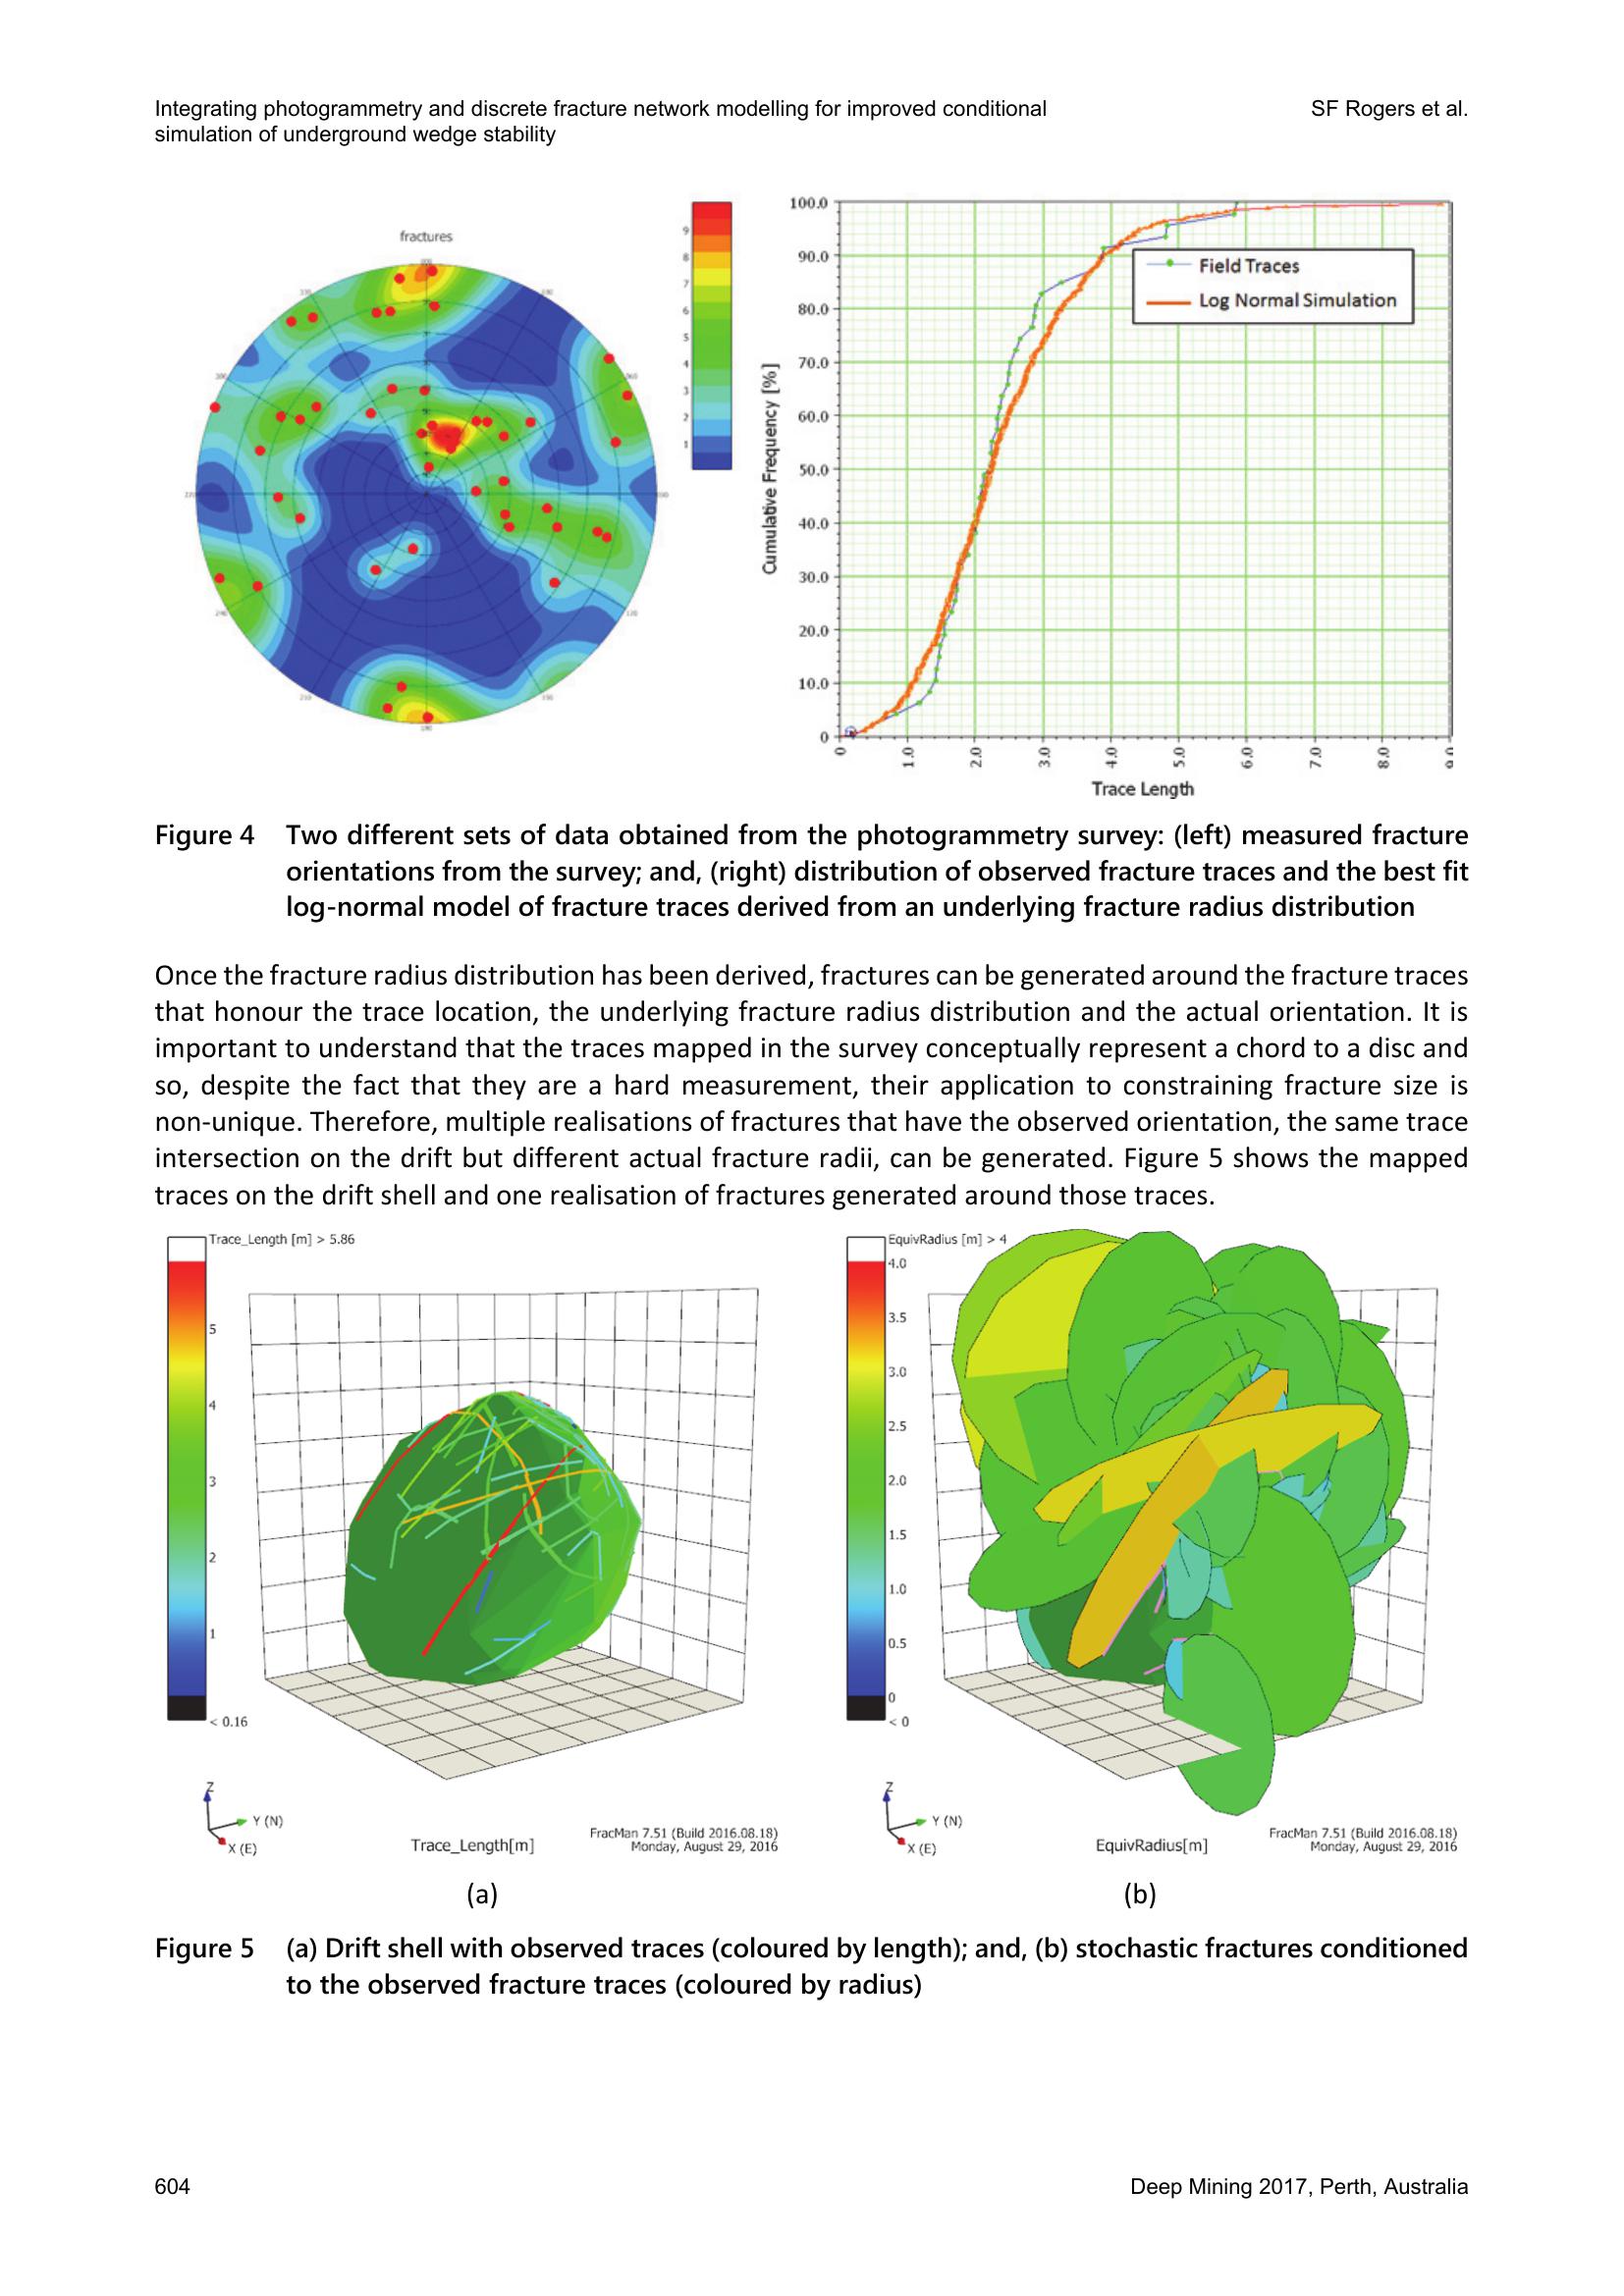 Integrating photogrammetry and discrete fracture network modelling for improved conditional
simulation of underground wedge stability
SF Rogers et al.
fractures
9
8
7
6
5
4
3
2
1
100.0
90.0
80.0
70.0
60.0
50.0
40.0
30.0
20.0
10.0
0
Cumulative Frequency [%]
Field Traces
Log Normal Simulation
0
1.0
2.0
3.0
4.0
5.0
6.0
7.0
8.0
Trace Length
Figure 4 Two different sets of data obtained from the photogrammetry survey: (left) measured fracture
orientations from the survey; and, (right) distribution of observed fracture traces and the best fit
log-normal model of fracture traces derived from an underlying fracture radius distribution
Once the fracture radius distribution has been derived, fractures can be generated around the fracture traces
that honour the trace location, the underlying fracture radius distribution and the actual orientation. It is
important to understand that the traces mapped in the survey conceptually represent a chord to a disc and
so, despite the fact that they are a hard measurement, their application to constraining fracture size is
non-unique. Therefore, multiple realisations of fractures that have the observed orientation, the same trace
intersection on the drift but different actual fracture radii, can be generated. Figure 5 shows the mapped
traces on the drift shell and one realisation of fractures generated around those traces.
Trace_Length [m] > 5.86
5
4
3
2
1
< 0.16
Z
Y (N)
X (E)
Trace_Length[m]
FracMan 7.51 (Build 2016.08.18)
Monday, August 29, 2016
(a)
EquivRadius [m] > 4
4.0
3.5
3.0
2.5
2.0
1.5
1.0
0.5
0
< 0
Z
Y (N)
X (E)
EquivRadius[m]
FracMan 7.51 (Build 2016.08.18)
Monday, August 29, 2016
(b)
Figure 5 (a) Drift shell with observed traces (coloured by length); and, (b) stochastic fractures conditioned
to the observed fracture traces (coloured by radius)
604
Deep Mining 2017, Perth, Australia